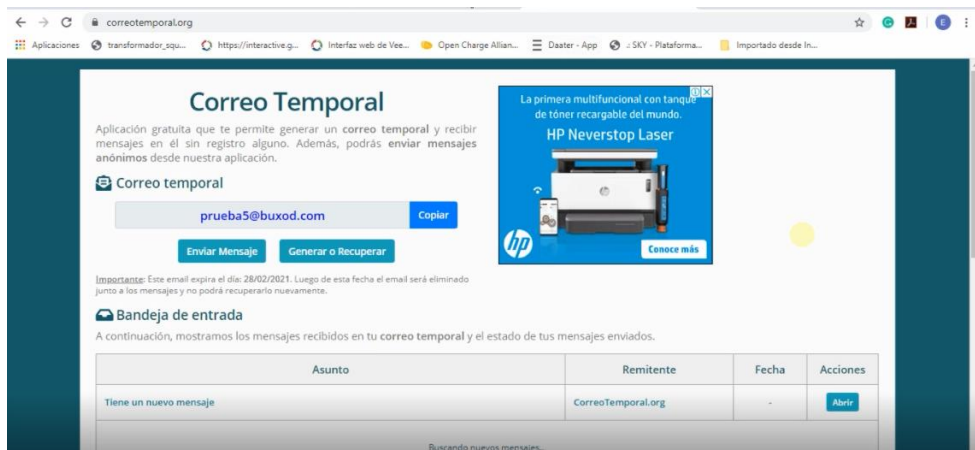 correotemporal.org
Aplicaciones
transformador_squ...
https://interactive.g...
Interfaz web de Vee...
Open Charge Allian...
Daater - App
.: SKY - Plataforma...
Importado desde In...
E
Correo Temporal
Aplicación gratuita que te permite generar un correo temporal y recibir
mensajes en él sin registro alguno. Además, podrás enviar mensajes
anónimos desde nuestra aplicación.
Correo temporal
prueba5@buxod.com
Copiar
Enviar Mensaje
Generar o Recuperar
Importante: Este email expira el día: 28/02/2021. Luego de esta fecha el email será eliminado
junto a los mensajes y no podrá recuperarlo nuevamente.
La primera multifuncional con tanque
de tóner recargable del mundo.
HP Neverstop Laser
hp
Conoce más
Bandeja de entrada
A continuación, mostramos los mensajes recibidos en tu correo temporal y el estado de tus mensajes enviados.
Asunto Remitente Fecha Acciones
Tiene un nuevo mensaje CorreoTemporal.org - Abrir
Buscando nuevos mensajes...